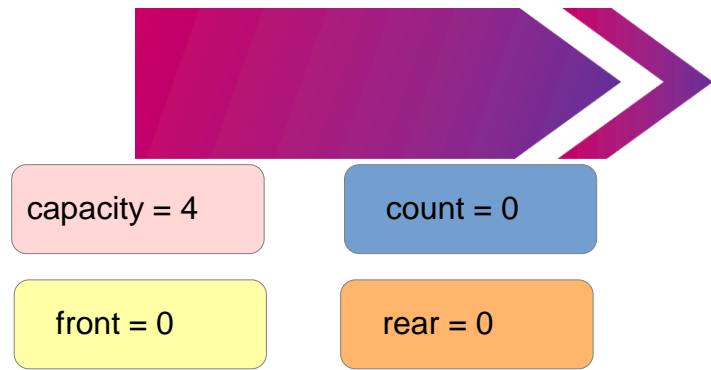 capacity = 4
count = 0
front = 0
rear = 0